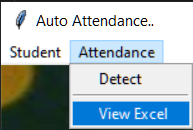 Auto Attendance..
Student Attendance
Detect
View Excel